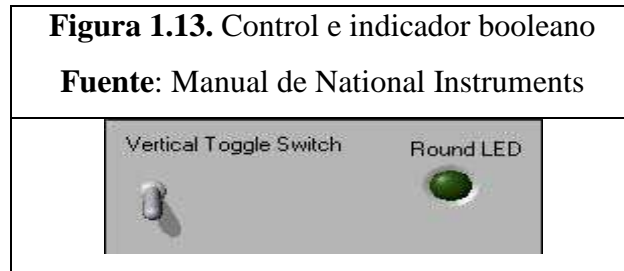 Figura 1.13. Control e indicador booleano
Fuente: Manual de National Instruments
Vertical Toggle Switch
Round LED